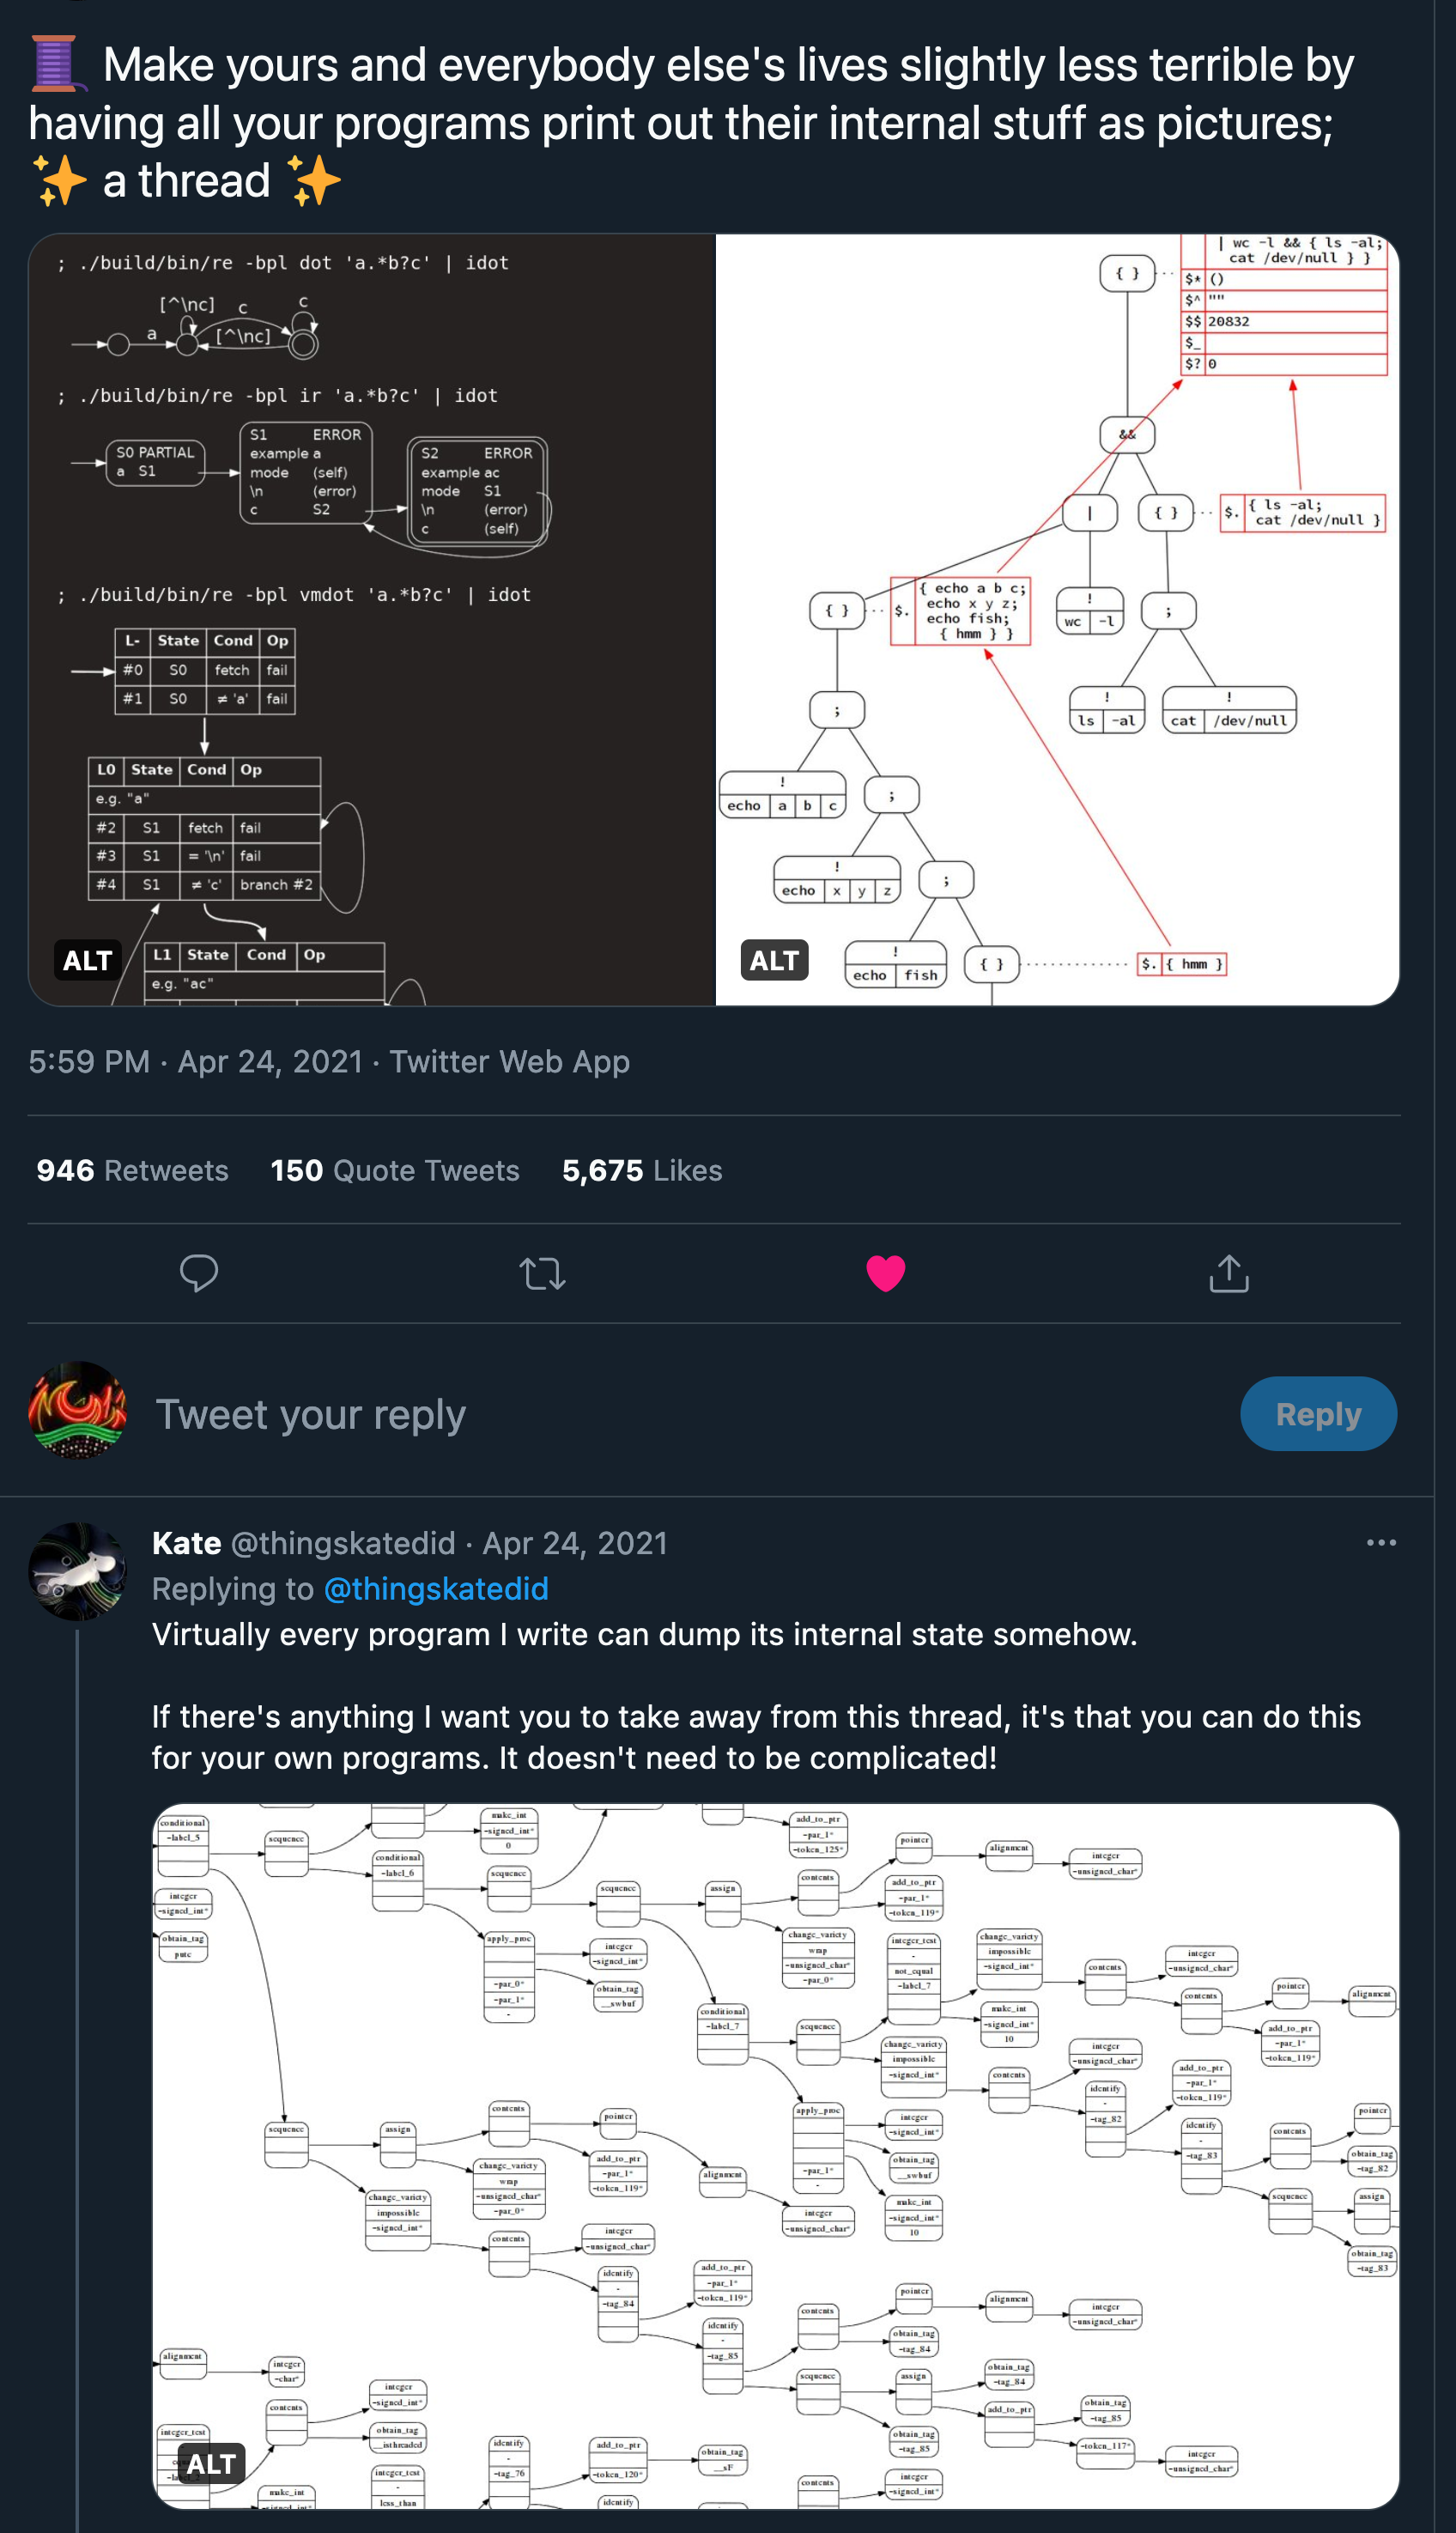 🧵 Make yours and everybody else's lives slightly less terrible by
having all your programs print out their internal stuff as pictures;
✨ a thread ✨
; ./build/bin/re -bpl dot 'a.*b?c' | idot
[^\nc] c c
a [^\nc]
; ./build/bin/re -bpl ir 'a.*b?c' | idot
S0 PARTIAL
a S1
S1 ERROR
example a
mode (self)
\n (error)
c S2
S2 ERROR
example ac
mode S1
\n (error)
c (self)
; ./build/bin/re -bpl vmdot 'a.*b?c' | idot
L- State Cond Op
#0 S0 fetch fail
#1 S0 ≠ 'a' fail
L0 State Cond Op
e.g. "a"
#2 S1 fetch fail
#3 S1 = '\n' fail
#4 S1 ≠ 'c' branch #2
L1 State Cond Op
e.g. "ac"
ALT
| wc -l && { ls -al;
cat /dev/null } }
{ }
$* ()
$^ ""
$$ 20832
$_
$? 0
&&
|
{ }
$. { ls -al;
cat /dev/null }
{ }
$. { echo a b c;
echo x y z;
echo fish;
{ hmm } }
!
wc -l
;
;
!
ls -al
!
cat /dev/null
!
echo a b c
;
!
echo x y z
;
!
echo fish
{ }
$. { hmm }
ALT
5:59 PM · Apr 24, 2021 · Twitter Web App
946 Retweets 150 Quote Tweets 5,675 Likes
Tweet your reply
Reply
Kate @thingskatedid · Apr 24, 2021
Replying to @thingskatedid
Virtually every program I write can dump its internal state somehow.
If there's anything I want you to take away from this thread, it's that you can do this
for your own programs. It doesn't need to be complicated!
conditional
~label_5
sequence
make_int
~signed_int*
0
add_to_ptr
~par_1*
~token_125*
pointer
alignment
integer
~unsigned_char*
conditional
~label_6
sequence
sequence
assign
contents
add_to_ptr
~par_1*
~token_119*
integer
~signed_int*
obtain_tag
putc
apply_proc
~par_0*
~par_1*
-
integer
~signed_int*
obtain_tag
__swbuf
change_variety
wrap
~unsigned_char*
~par_0*
integer_test
-
not_equal
~label_7
change_variety
impossible
~signed_int*
contents
integer
~unsigned_char*
contents
pointer
alignment
conditional
~label_7
sequence
make_int
~signed_int*
10
add_to_ptr
~par_1*
~token_119*
change_variety
impossible
~signed_int*
contents
integer
~unsigned_char*
identify
-
~tag_82
add_to_ptr
~par_1*
~token_119*
sequence
assign
contents
pointer
apply_proc
~par_1*
-
integer
~signed_int*
identify
-
~tag_83
contents
pointer
obtain_tag
~tag_82
change_variety
wrap
~unsigned_char*
~par_0*
add_to_ptr
~par_1*
~token_119*
alignment
obtain_tag
__swbuf
change_variety
impossible
~signed_int*
integer
~unsigned_char*
make_int
~signed_int*
10
sequence
assign
contents
integer
~unsigned_char*
obtain_tag
~tag_83
identify
-
~tag_84
add_to_ptr
~par_1*
~token_119*
identify
-
~tag_85
contents
pointer
alignment
integer
~unsigned_char*
obtain_tag
~tag_84
alignment
integer
~char*
sequence
assign
obtain_tag
~tag_84
contents
integer
~signed_int*
add_to_ptr
obtain_tag
~tag_85
integer_test
obtain_tag
__isthreaded
obtain_tag
~tag_85
~token_117*
integer
~unsigned_char*
identify
-
~tag_76
add_to_ptr
~token_120*
obtain_tag
__sF
integer_test
-
less_than
make_int
~signed_int*
identify
contents
integer
~signed_int*
ALT